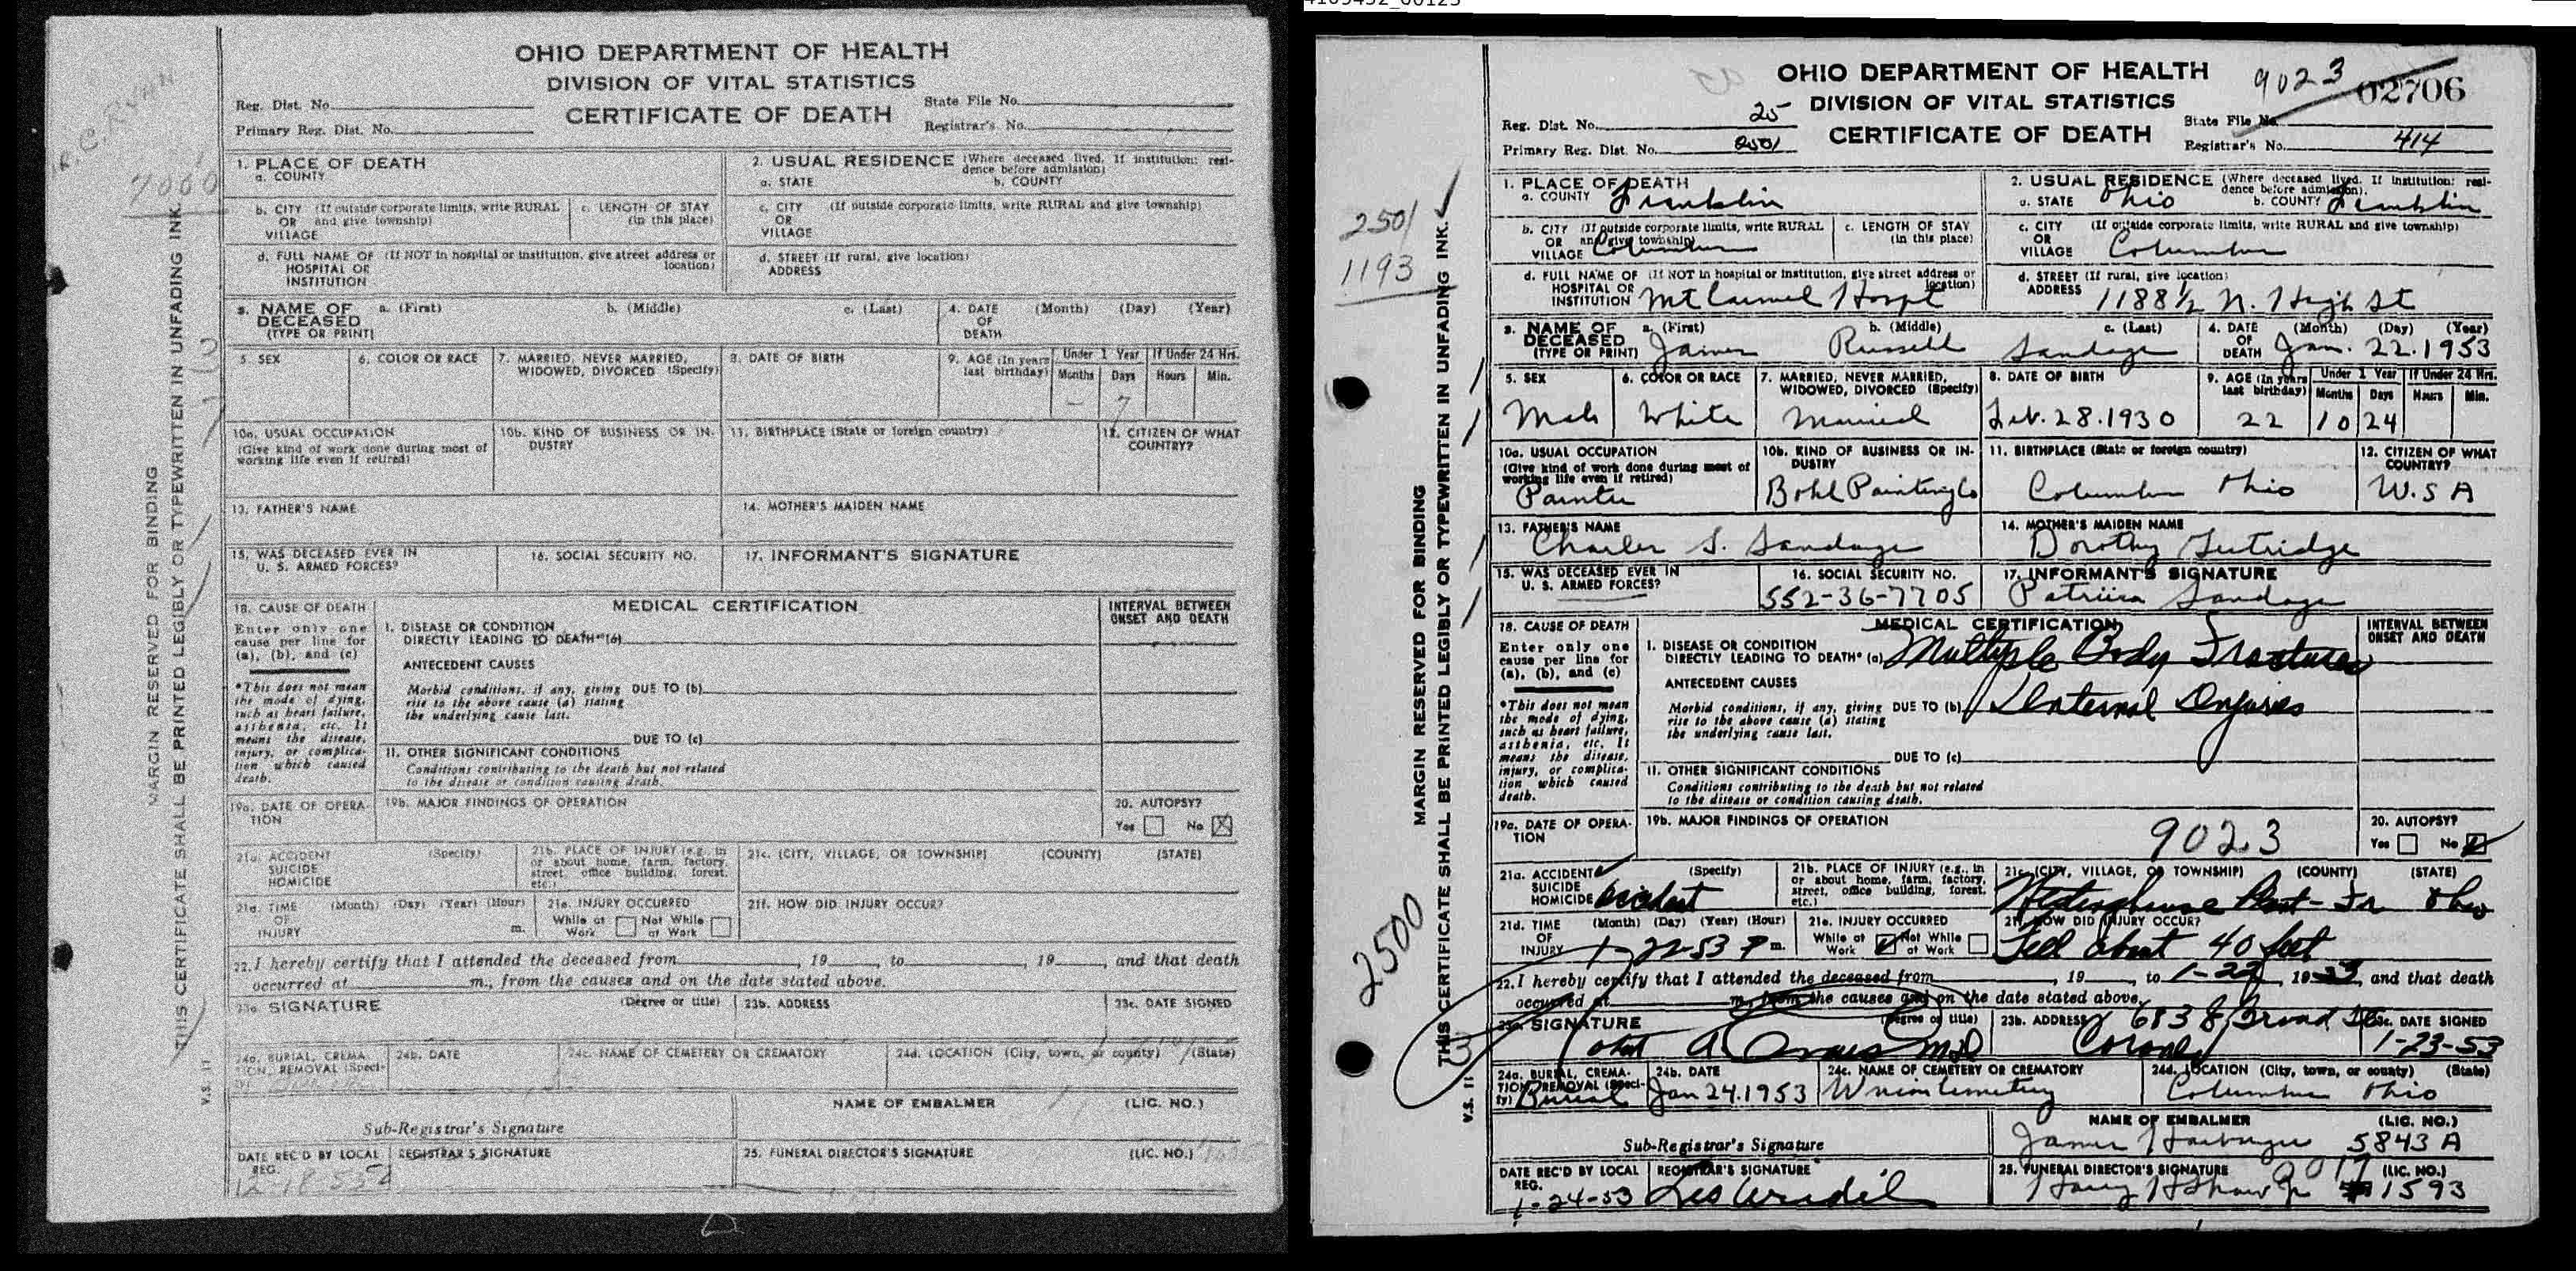 OHIO DEPARTMENT OF HEALTH
DIVISION OF VITAL STATISTICS
CERTIFICATE OF DEATH
Reg. Dist. No.
Primary Reg. Dist. No.
State File No.
Registrar's No.
7000
1. PLACE OF DEATH
a. COUNTY
2. USUAL RESIDENCE (Where deceased lived. If institution: resi-
dence before admission)
a. STATE b. COUNTY
b. CITY (If outside corporate limits, write RURAL
OR and give township)
VILLAGE
c. LENGTH OF STAY
(in this place)
c. CITY (If outside corporate limits, write RURAL and give township)
OR
VILLAGE
d. FULL NAME OF (If NOT in hospital or institution, give street address or
HOSPITAL OR location)
INSTITUTION
d. STREET (If rural, give location)
ADDRESS
3. NAME OF a. (First) b. (Middle) c. (Last)
DECEASED
(TYPE OR PRINT)
4. DATE (Month) (Day) (Year)
OF
DEATH
5. SEX
6. COLOR OR RACE
7. MARRIED, NEVER MARRIED,
WIDOWED, DIVORCED (Specify)
8. DATE OF BIRTH
9. AGE (In years
last birthday)
Under 1 Year If Under 24 Hrs.
Months Days Hours Min.
10a. USUAL OCCUPATION
(Give kind of work done during most of
working life even if retired)
10b. KIND OF BUSINESS OR IN-
DUSTRY
11. BIRTHPLACE (State or foreign country)
12. CITIZEN OF WHAT
COUNTRY?
13. FATHER'S NAME
14. MOTHER'S MAIDEN NAME
15. WAS DECEASED EVER IN
U. S. ARMED FORCES?
16. SOCIAL SECURITY NO.
17. INFORMANT'S SIGNATURE
18. CAUSE OF DEATH
Enter only one
cause per line for
(a), (b), and (c)
*This does not mean
the mode of dying,
such as heart failure,
asthenia, etc. It
means the disease,
injury, or complica-
tion which caused
death.
MEDICAL CERTIFICATION
INTERVAL BETWEEN
ONSET AND DEATH
I. DISEASE OR CONDITION
DIRECTLY LEADING TO DEATH* (a)
ANTECEDENT CAUSES
Morbid conditions, if any, giving DUE TO (b)
rise to the above cause (a) stating
the underlying cause last.
DUE TO (c)
II. OTHER SIGNIFICANT CONDITIONS
Conditions contributing to the death but not related
to the disease or condition causing death.
19a. DATE OF OPERA-
TION
19b. MAJOR FINDINGS OF OPERATION
20. AUTOPSY?
Yes No
21a. ACCIDENT (Specify)
SUICIDE
HOMICIDE
21b. PLACE OF INJURY (e.g., in
or about home, farm, factory,
street, office building, forest,
etc.)
21c. (CITY, VILLAGE, OR TOWNSHIP) (COUNTY) (STATE)
21d. TIME (Month) (Day) (Year) (Hour)
OF
INJURY m.
21e. INJURY OCCURRED
While at Not While
Work at Work
21f. HOW DID INJURY OCCUR?
22. I hereby certify that I attended the deceased from , 19 , to , 19 , and that death
occurred at m., from the causes and on the date stated above.
23a. SIGNATURE (Degree or title)
23b. ADDRESS
23c. DATE SIGNED
24a. BURIAL, CREMA-
TION, REMOVAL (Speci-
24b. DATE
24c. NAME OF CEMETERY OR CREMATORY
24d. LOCATION (City, town, or county) (State)
Sub-Registrar's Signature
NAME OF EMBALMER (LIC. NO.)
DATE REC'D BY LOCAL
REG.
REGISTRAR'S SIGNATURE
25. FUNERAL DIRECTOR'S SIGNATURE (LIC. NO.)
MARGIN RESERVED FOR BINDING
THIS CERTIFICATE SHALL BE PRINTED LEGIBLY OR TYPEWRITTEN IN UNFADING INK.
V.S. 11
OHIO DEPARTMENT OF HEALTH
DIVISION OF VITAL STATISTICS
CERTIFICATE OF DEATH
9023
02706
Reg. Dist. No. 25
Primary Reg. Dist. No. 2501
State File No.
Registrar's No. 414
2501
1193
1. PLACE OF DEATH
a. COUNTY Franklin
2. USUAL RESIDENCE (Where deceased lived. If institution: resi-
dence before admission).
a. STATE Ohio b. COUNTY Franklin
b. CITY (If outside corporate limits, write RURAL
OR and give township)
VILLAGE Columbus
c. LENGTH OF STAY
(in this place)
c. CITY (If outside corporate limits, write RURAL and give township)
OR
VILLAGE Columbus
d. FULL NAME OF (If NOT in hospital or institution, give street address or
HOSPITAL OR location)
INSTITUTION Mt Carmel Hospt
d. STREET (If rural, give location)
ADDRESS 1188½ N. High St
3. NAME OF a. (First) b. (Middle) c. (Last)
DECEASED
(TYPE OR PRINT) James Russell Sandage
4. DATE (Month) (Day) (Year)
OF
DEATH Jan. 22. 1953
5. SEX
Male
6. COLOR OR RACE
White
7. MARRIED, NEVER MARRIED,
WIDOWED, DIVORCED (Specify)
Married
8. DATE OF BIRTH
Feb. 28. 1930
9. AGE (In years
last birthday)
Under 1 Year If Under 24 Hrs.
Months Days Hours Min.
22 10 24
10a. USUAL OCCUPATION
(Give kind of work done during most of
working life even if retired)
Painter
10b. KIND OF BUSINESS OR IN-
DUSTRY
Bohl Painting Co
11. BIRTHPLACE (State or foreign country)
Columbus Ohio
12. CITIZEN OF WHAT
COUNTRY?
U.S A
13. FATHER'S NAME
Charles S. Sandage
14. MOTHER'S MAIDEN NAME
Dorothy Gutridge
15. WAS DECEASED EVER IN
U. S. ARMED FORCES?
16. SOCIAL SECURITY NO.
552-36-7705
17. INFORMANT'S SIGNATURE
Patricia Sandage
18. CAUSE OF DEATH
Enter only one
cause per line for
(a), (b), and (c)
*This does not mean
the mode of dying,
such as heart failure,
asthenia, etc. It
means the disease,
injury, or complica-
tion which caused
death.
MEDICAL CERTIFICATION
INTERVAL BETWEEN
ONSET AND DEATH
I. DISEASE OR CONDITION
DIRECTLY LEADING TO DEATH* (a) Multiple Body Fractures
ANTECEDENT CAUSES
Morbid conditions, if any, giving DUE TO (b) Internal Injuries
rise to the above cause (a) stating
the underlying cause last.
DUE TO (c)
II. OTHER SIGNIFICANT CONDITIONS
Conditions contributing to the death but not related
to the disease or condition causing death.
19a. DATE OF OPERA-
TION
19b. MAJOR FINDINGS OF OPERATION
902.3
20. AUTOPSY?
Yes No
21a. ACCIDENT (Specify)
SUICIDE
HOMICIDE Accident
21b. PLACE OF INJURY (e.g., in
or about home, farm, factory,
street, office building, forest,
etc.)
21c. (CITY, VILLAGE, OR TOWNSHIP) (COUNTY) (STATE)
Westinghouse Plant - Fr Ohio
21d. TIME (Month) (Day) (Year) (Hour)
OF
INJURY 1-22-53 P m.
21e. INJURY OCCURRED
While at Not While
Work at Work
21f. HOW DID INJURY OCCUR?
Fell about 40 feet
22. I hereby certify that I attended the deceased from , 19 , to 1-22, 1953, and that death
occurred at m., from the causes and on the date stated above.
23a. SIGNATURE (Degree or title)
MD
23b. ADDRESS 683 E Broad St
Coroner
23c. DATE SIGNED
1-23-53
24a. BURIAL, CREMA-
TION, REMOVAL (Speci-
fy) Burial
24b. DATE
Jan 24. 1953
24c. NAME OF CEMETERY OR CREMATORY
Union Cemetery
24d. LOCATION (City, town, or county) (State)
Columbus Ohio
Sub-Registrar's Signature
NAME OF EMBALMER (LIC. NO.)
James 5843 A
DATE REC'D BY LOCAL
REG.
1-24-53
REGISTRAR'S SIGNATURE
25. FUNERAL DIRECTOR'S SIGNATURE (LIC. NO.)
1593
MARGIN RESERVED FOR BINDING
THIS CERTIFICATE SHALL BE PRINTED LEGIBLY OR TYPEWRITTEN IN UNFADING INK.
2500
3
V.S. 11